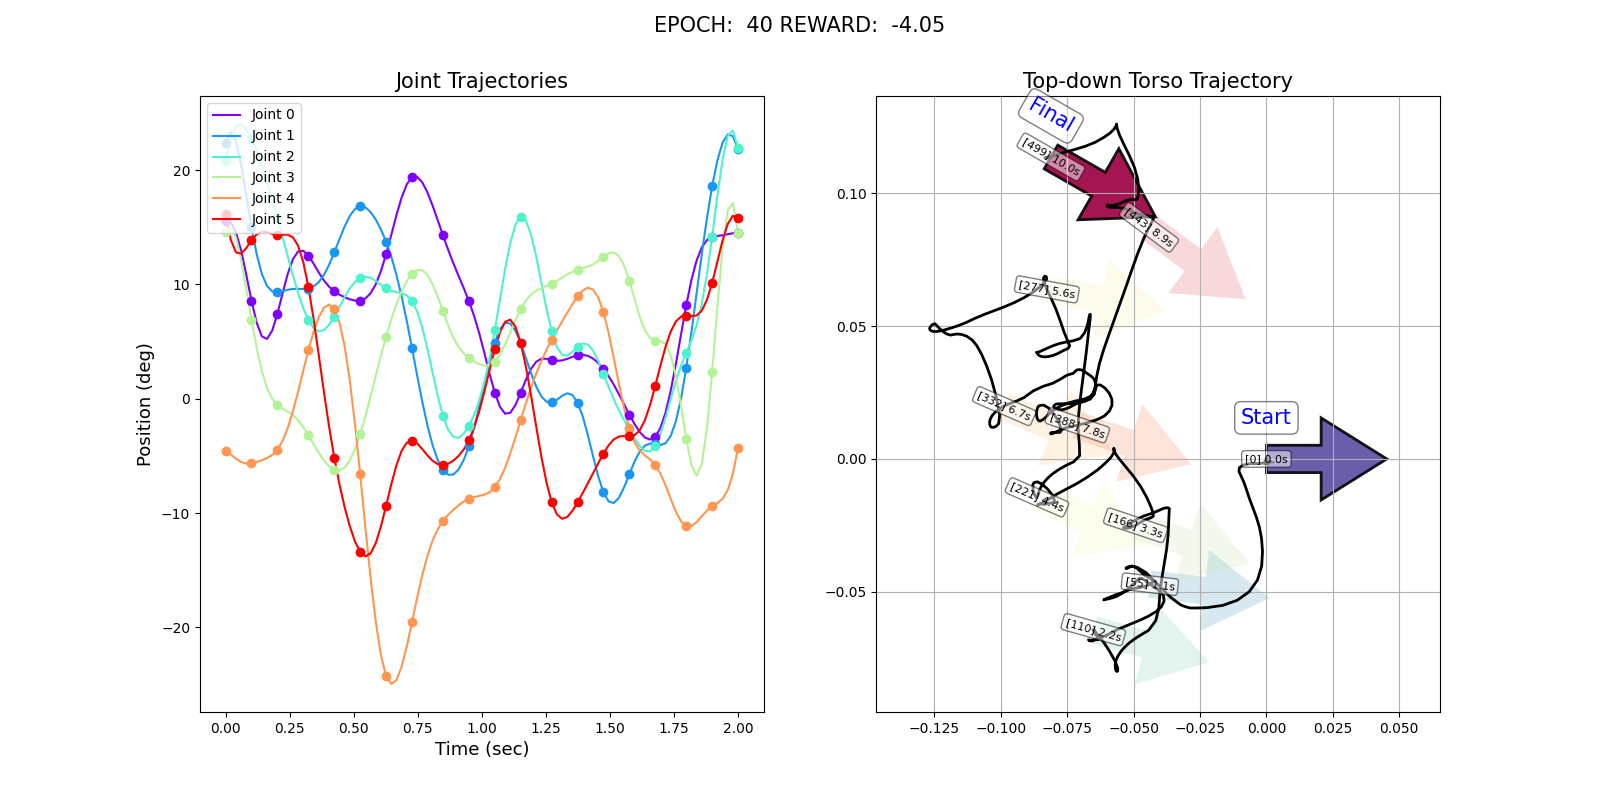 EPOCH:  40 REWARD:  -4.05
Joint Trajectories
Joint 0
Joint 1
Joint 2
Joint 3
Joint 4
Joint 5
20
10
0
−10
−20
Position (deg)
0.00 0.25 0.50 0.75 1.00 1.25 1.50 1.75 2.00
Time (sec)
Top-down Torso Trajectory
Final
[499] 10.0s
[443] 8.9s
[277] 5.6s
[332] 6.7s
[388] 7.8s
Start
[0] 0.0s
[221] 4.4s
[166] 3.3s
[55] 1.1s
[110] 2.2s
0.10
0.05
0.00
−0.05
−0.125 −0.100 −0.075 −0.050 −0.025 0.000 0.025 0.050